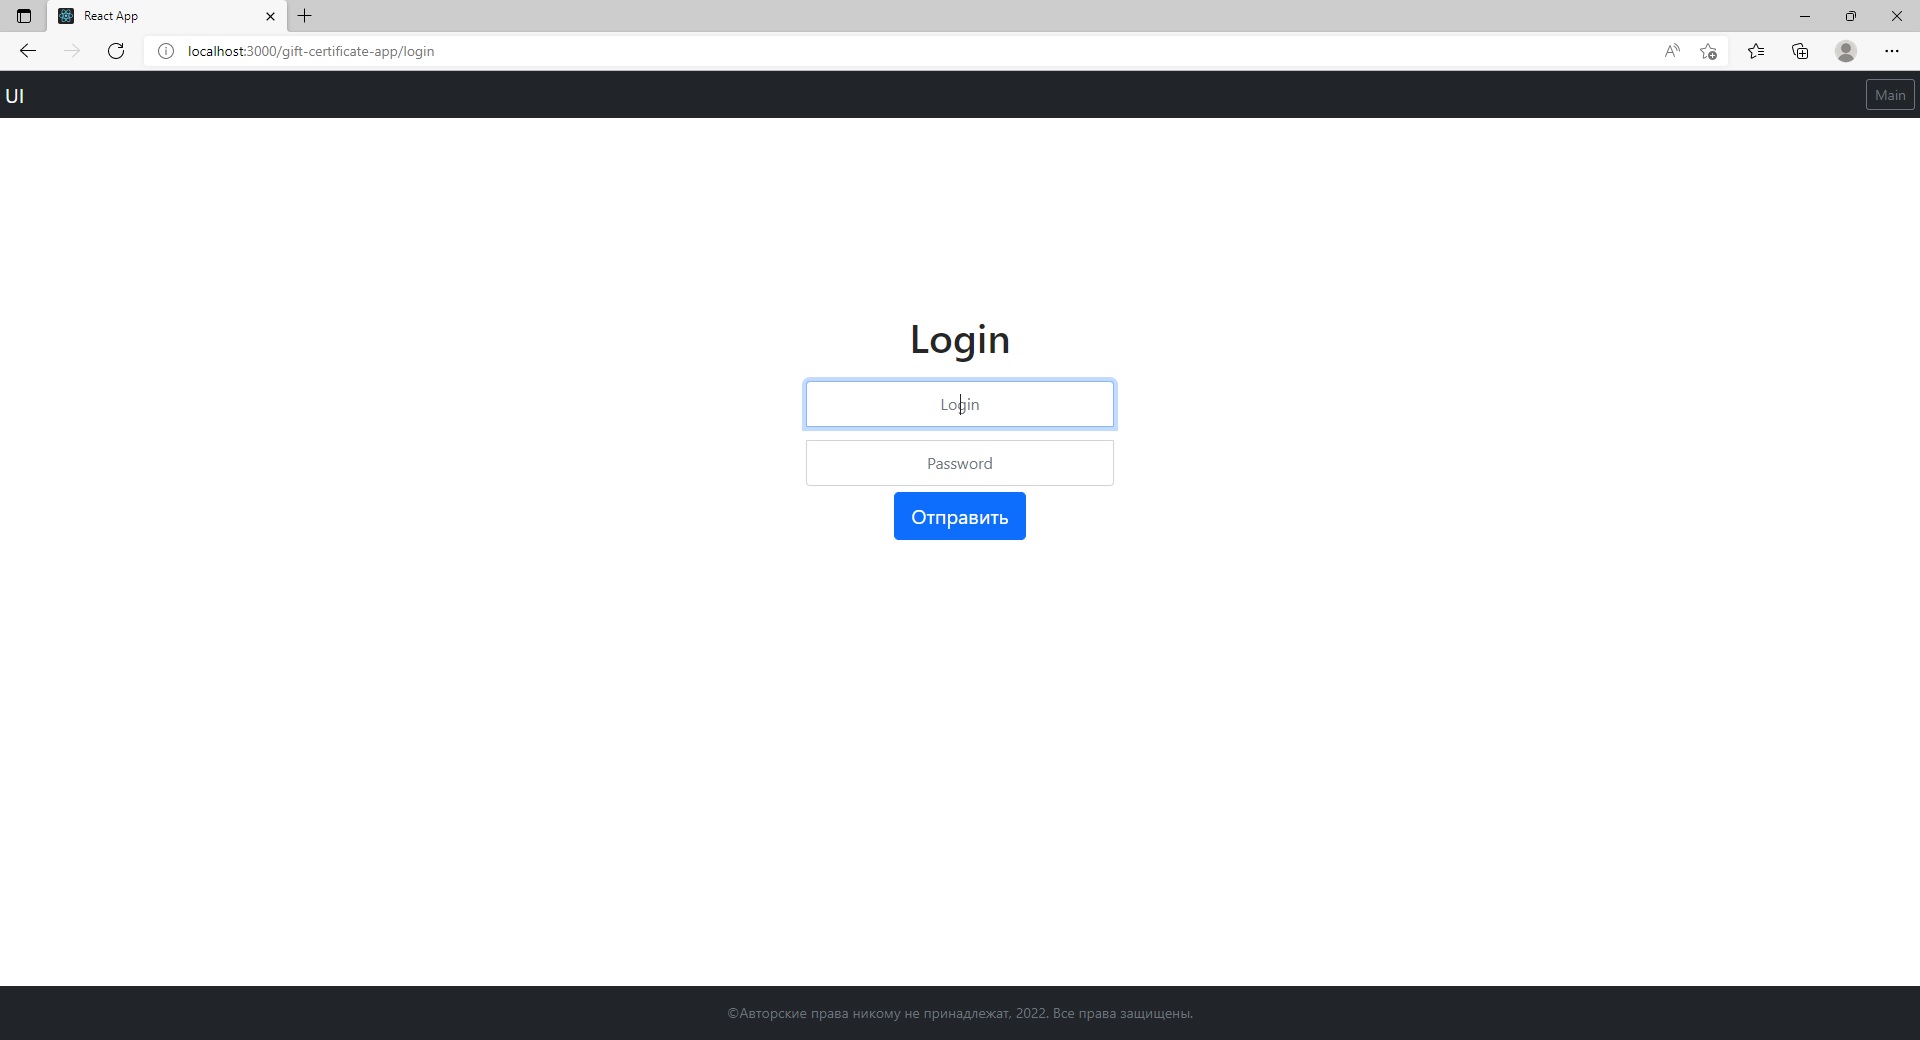 React App
localhost:3000/gift-certificate-app/login
UI
Main
Login
Login
Password
Отправить
©Авторские права никому не принадлежат, 2022. Все права защищены.